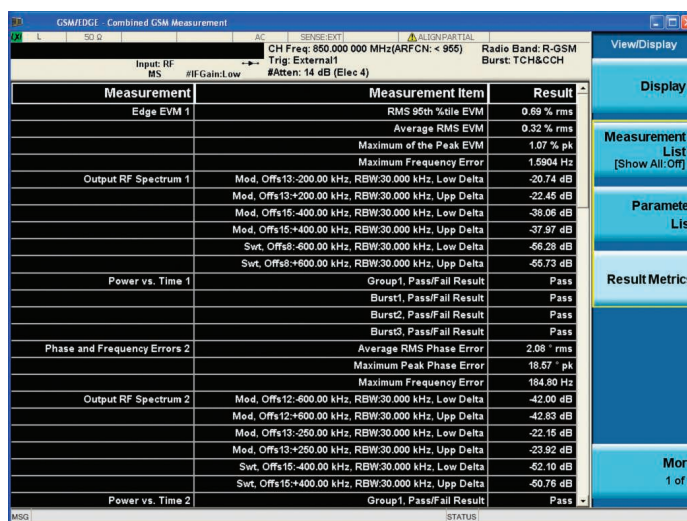 GSM/EDGE - Combined GSM Measurement
L 50 Ω AC SENSE:EXT ALIGN PARTIAL
CH Freq: 850.000 000 MHz(ARFCN: < 955) Radio Band: R-GSM
Input: RF Trig: External1 Burst: TCH&CCH
MS #IFGain:Low #Atten: 14 dB (Elec 4)
View/Display
Display
Measurement
List
[Show All:Off]
Paramete
Lis
Result Metric
Mor
1 of
Measurement Measurement Item Result
Edge EVM 1 RMS 95th %tile EVM 0.69 % rms
Average RMS EVM 0.32 % rms
Maximum of the Peak EVM 1.07 % pk
Maximum Frequency Error 1.5904 Hz
Output RF Spectrum 1 Mod, Offs13:-200.00 kHz, RBW:30.000 kHz, Low Delta -20.74 dB
Mod, Offs13:+200.00 kHz, RBW:30.000 kHz, Upp Delta -22.45 dB
Mod, Offs15:-400.00 kHz, RBW:30.000 kHz, Low Delta -38.06 dB
Mod, Offs15:+400.00 kHz, RBW:30.000 kHz, Upp Delta -37.97 dB
Swt, Offs8:-600.00 kHz, RBW:30.000 kHz, Low Delta -56.28 dB
Swt, Offs8:+600.00 kHz, RBW:30.000 kHz, Upp Delta -55.73 dB
Power vs. Time 1 Group1, Pass/Fail Result Pass
Burst1, Pass/Fail Result Pass
Burst2, Pass/Fail Result Pass
Burst3, Pass/Fail Result Pass
Phase and Frequency Errors 2 Average RMS Phase Error 2.08 ° rms
Maximum Peak Phase Error 18.57 ° pk
Maximum Frequency Error 184.80 Hz
Output RF Spectrum 2 Mod, Offs12:-600.00 kHz, RBW:30.000 kHz, Low Delta -42.00 dB
Mod, Offs12:+600.00 kHz, RBW:30.000 kHz, Upp Delta -42.83 dB
Mod, Offs13:-250.00 kHz, RBW:30.000 kHz, Low Delta -22.15 dB
Mod, Offs13:+250.00 kHz, RBW:30.000 kHz, Upp Delta -23.92 dB
Swt, Offs15:-400.00 kHz, RBW:30.000 kHz, Low Delta -52.10 dB
Swt, Offs15:+400.00 kHz, RBW:30.000 kHz, Upp Delta -50.76 dB
Power vs. Time 2 Group1, Pass/Fail Result Pass
MSG STATUS